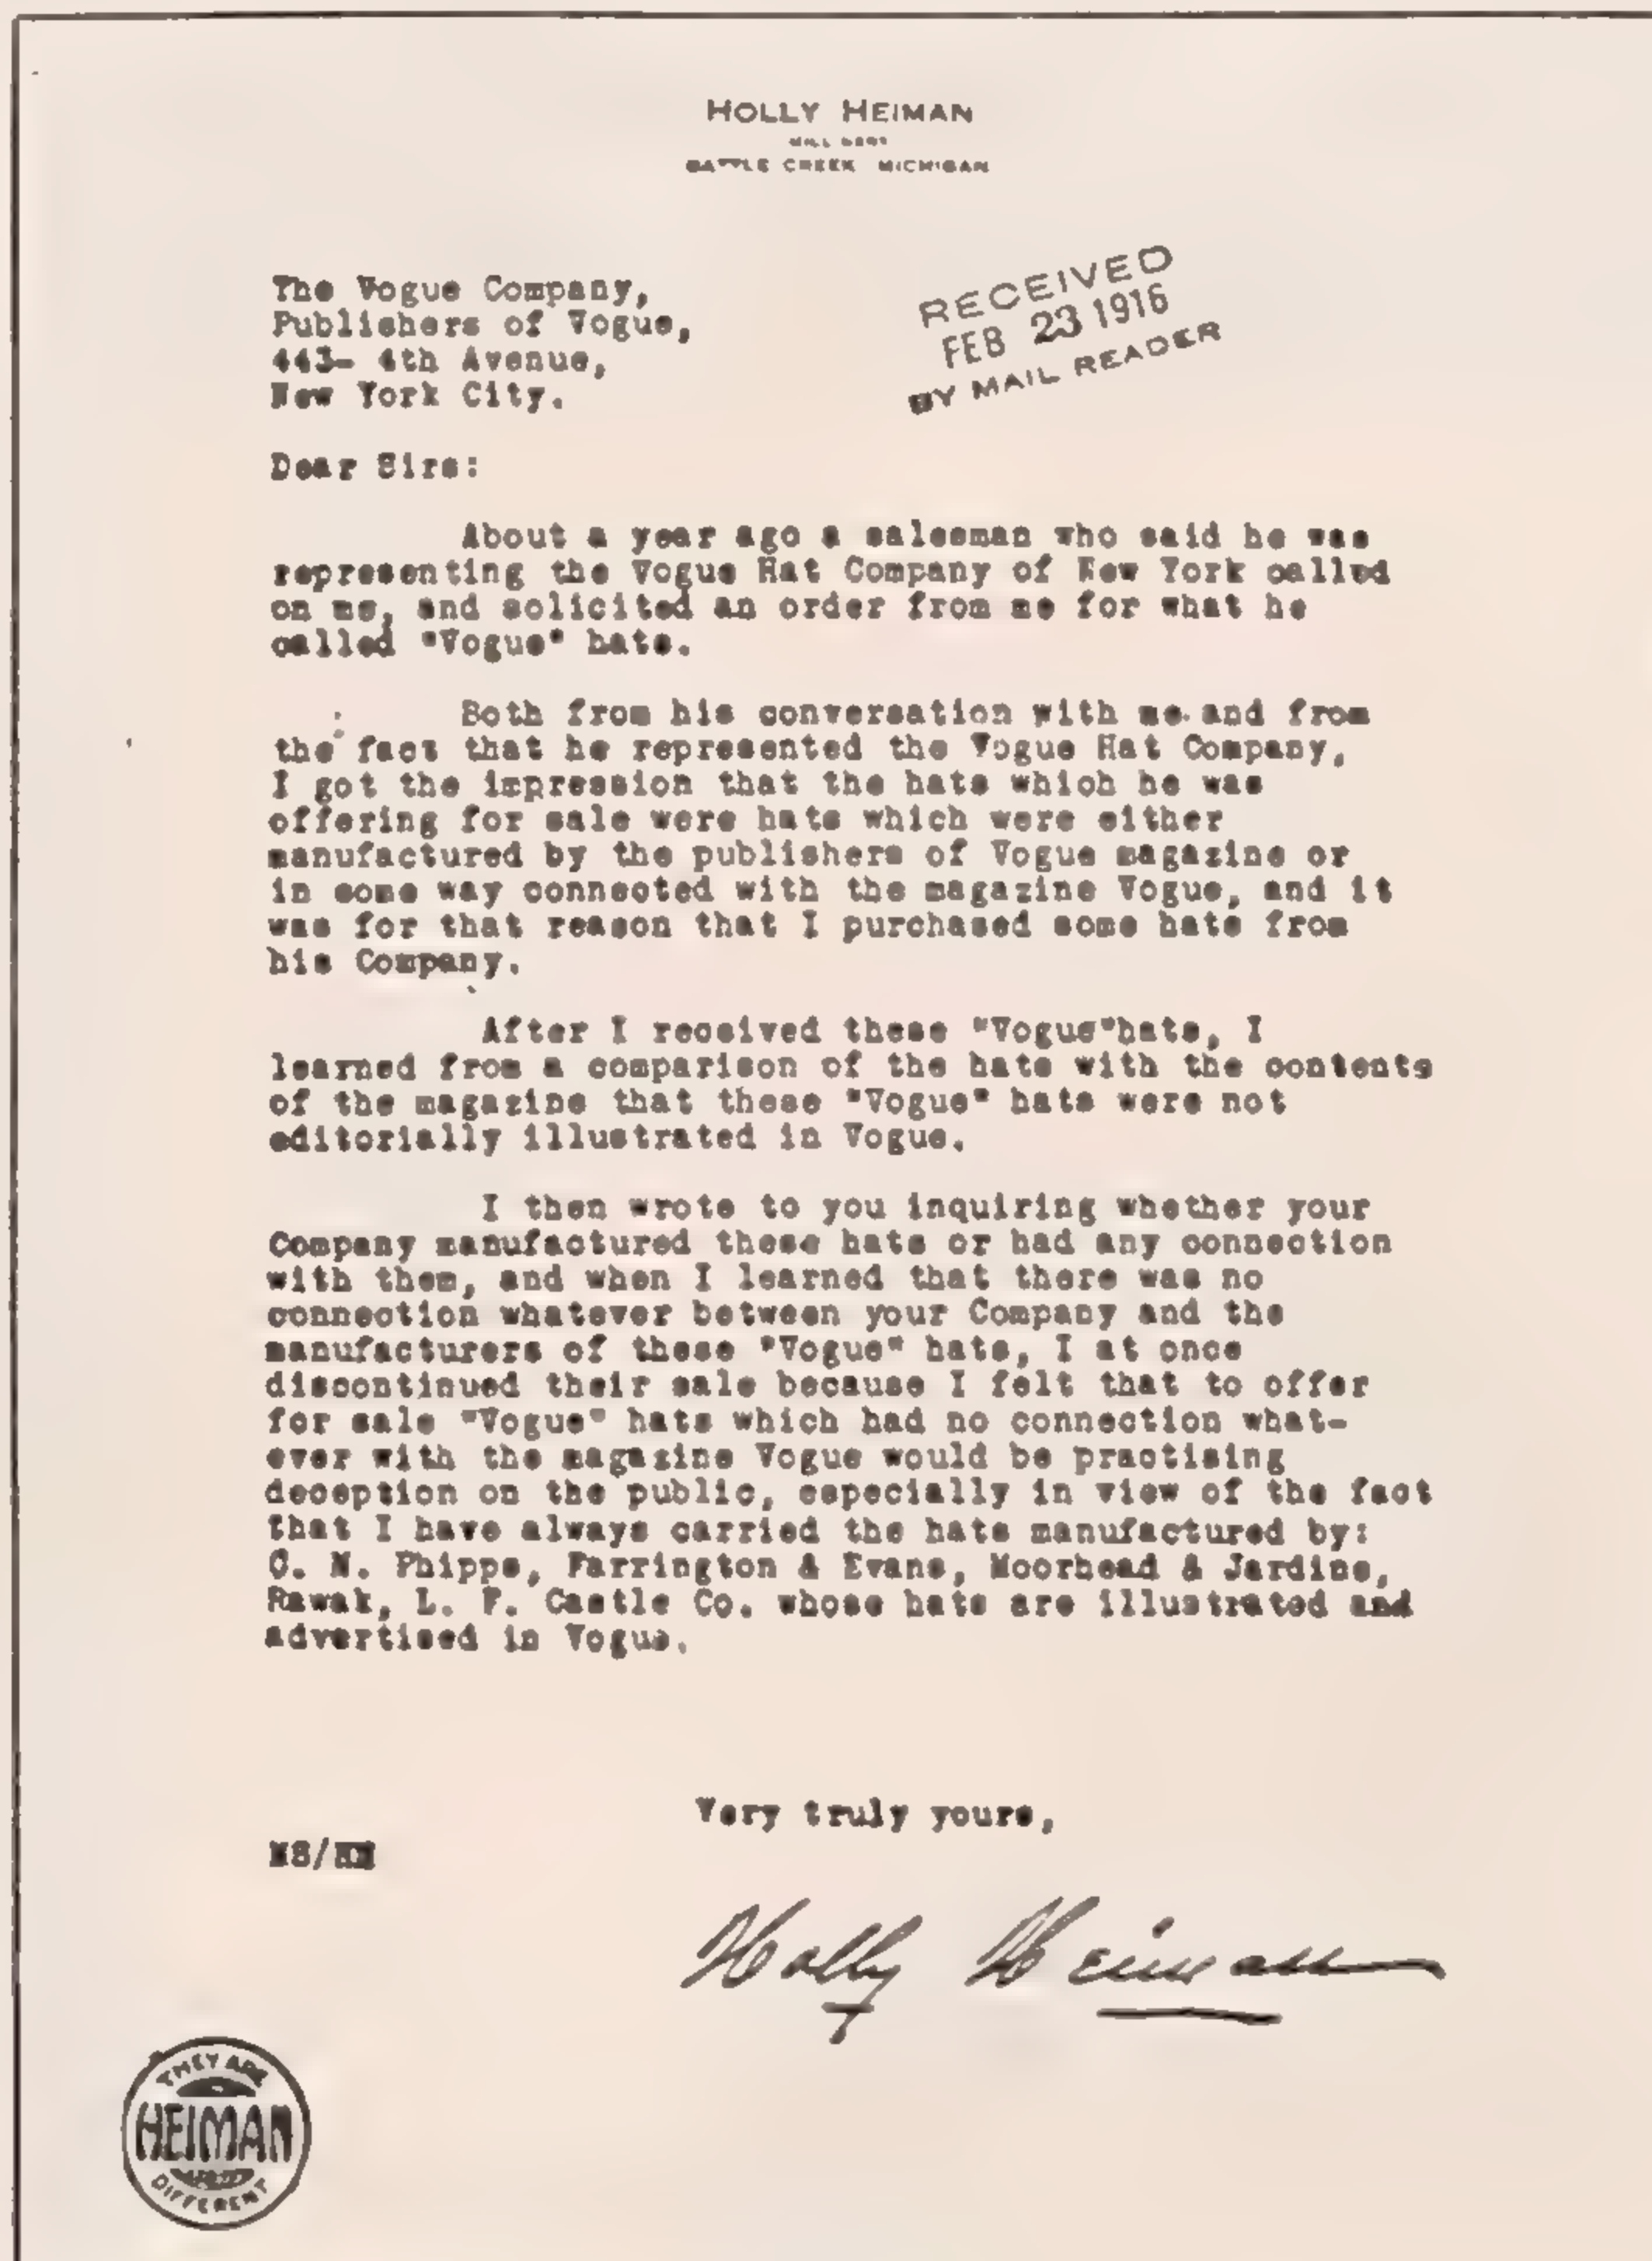 HOLLY HEIMAN
BATTLE CREEK MICHIGAN
RECEIVED
FEB 23 1916
BY MAIL READER
The Vogue Company,
Publishers of Vogue,
443- 4th Avenue,
New York City.
Dear Sirs:
About a year ago a salesman who said he was
representing the Vogue Hat Company of New York called
on me, and solicited an order from me for what he
called "Vogue" hats.
Both from his conversation with me and from
the fact that he represented the Vogue Hat Company,
I got the impression that the hats which he was
offering for sale were hats which were either
manufactured by the publishers of Vogue magazine or
in some way connected with the magazine Vogue, and it
was for that reason that I purchased some hats from
his Company.
After I received these "Vogue"hats, I
learned from a comparison of the hats with the contents
of the magazine that these "Vogue" hats were not
editorially illustrated in Vogue.
I then wrote to you inquiring whether your
Company manufactured these hats or had any connection
with them, and when I learned that there was no
connection whatever between your Company and the
manufacturers of these "Vogue" hats, I at once
discontinued their sale because I felt that to offer
for sale "Vogue" hats which had no connection what-
ever with the magazine Vogue would be practising
deception on the public, especially in view of the fact
that I have always carried the hats manufactured by:
C. M. Phipps, Farrington & Evans, Moorhead & Jardine,
Rawak, L. P. Castle Co. whose hats are illustrated and
advertised in Vogue.
Very truly yours,
Holly Heiman
THEY ARE
HEIMAN
DIFFERENT